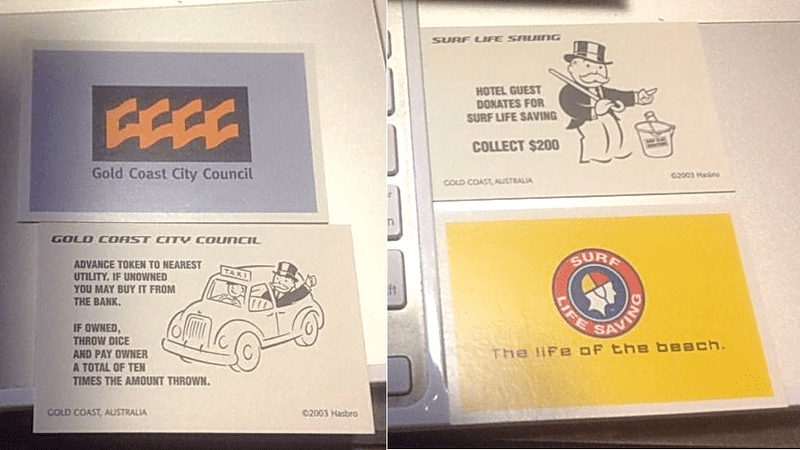 GCCC
Gold Coast City Council
GOLD COAST CITY COUNCIL
ADVANCE TOKEN TO NEAREST
UTILITY. IF UNOWNED
YOU MAY BUY IT FROM
THE BANK.
TAXI
IF OWNED,
THROW DICE
AND PAY OWNER
A TOTAL OF TEN
TIMES THE AMOUNT THROWN.
GOLD COAST, AUSTRALIA
©2003 Hasbro
SURF LIFE SAVING
HOTEL GUEST
DONATES FOR
SURF LIFE SAVING
COLLECT $200
GOLD COAST, AUSTRALIA
©2003 Hasbro
n
ft
SURF
LIFE SAVING
The life of the beach.